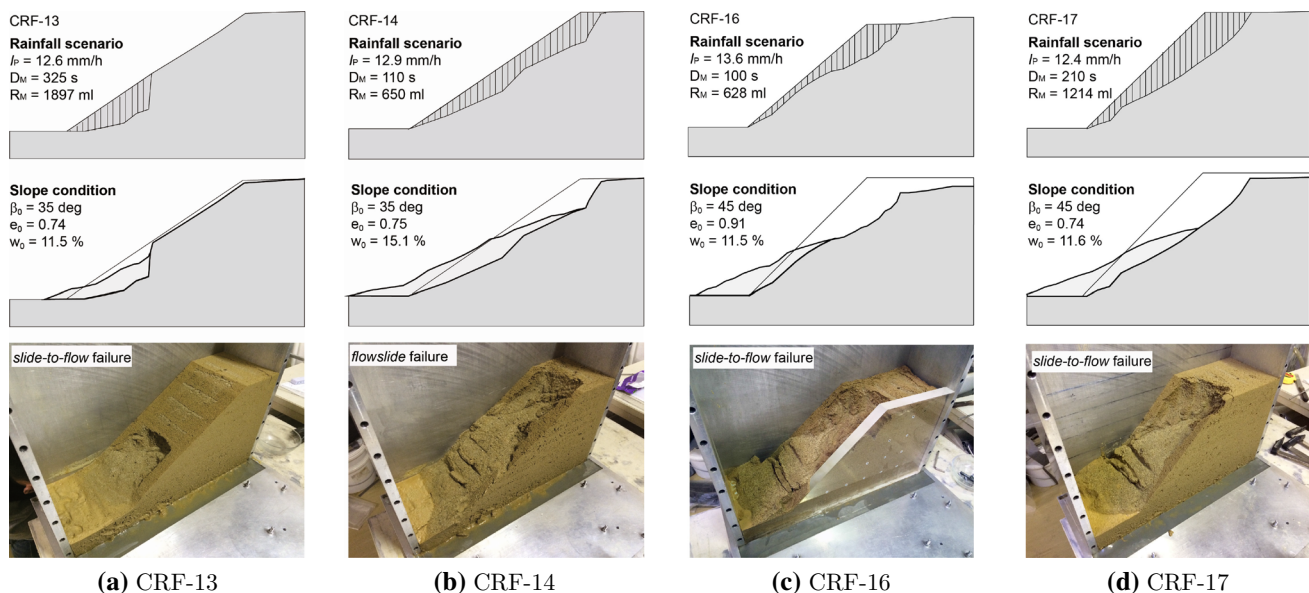 CRF-13
Rainfall scenario
IP = 12.6 mm/h
DM = 325 s
RM = 1897 ml
Slope condition
β0 = 35 deg
e0 = 0.74
w0 = 11.5 %
slide-to-flow failure
(a) CRF-13
CRF-14
Rainfall scenario
IP = 12.9 mm/h
DM = 110 s
RM = 650 ml
Slope condition
β0 = 35 deg
e0 = 0.75
w0 = 15.1 %
flowslide failure
(b) CRF-14
CRF-16
Rainfall scenario
IP = 13.6 mm/h
DM = 100 s
RM = 628 ml
Slope condition
β0 = 45 deg
e0 = 0.91
w0 = 11.5 %
slide-to-flow failure
(c) CRF-16
CRF-17
Rainfall scenario
IP = 12.4 mm/h
DM = 210 s
RM = 1214 ml
Slope condition
β0 = 45 deg
e0 = 0.74
w0 = 11.6 %
slide-to-flow failure
(d) CRF-17